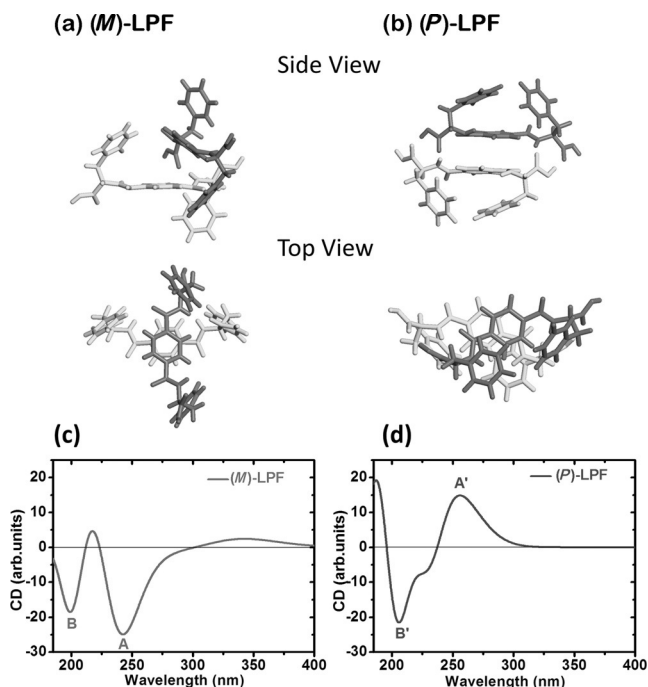 (a) (M)-LPF
(b) (P)-LPF
Side View
Top View
(c)
(d)
20
10
0
-10
-20
-30
CD (arb.units)
(M)-LPF
B
A
200
250
300
350
400
Wavelength (nm)
20
10
0
-10
-20
-30
CD (arb.units)
(P)-LPF
A'
B'
200
250
300
350
400
Wavelength (nm)